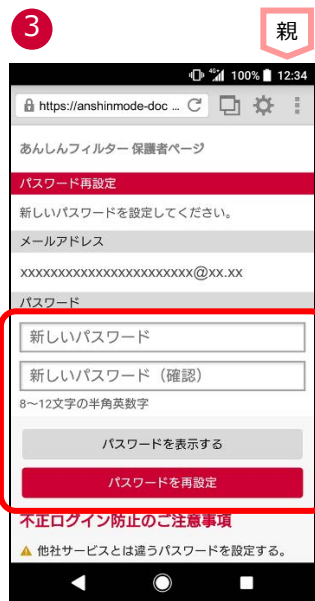 3
親
4G 100% 12:34
https://anshinmode-doc ...
あんしんフィルター 保護者ページ
パスワード再設定
新しいパスワードを設定してください。
メールアドレス
xxxxxxxxxxxxxxxxxxxxxxx@xx.xx
パスワード
新しいパスワード
新しいパスワード（確認）
8～12文字の半角英数字
パスワードを表示する
パスワードを再設定
不正ログイン防止のご注意事項
他社サービスとは違うパスワードを設定する。